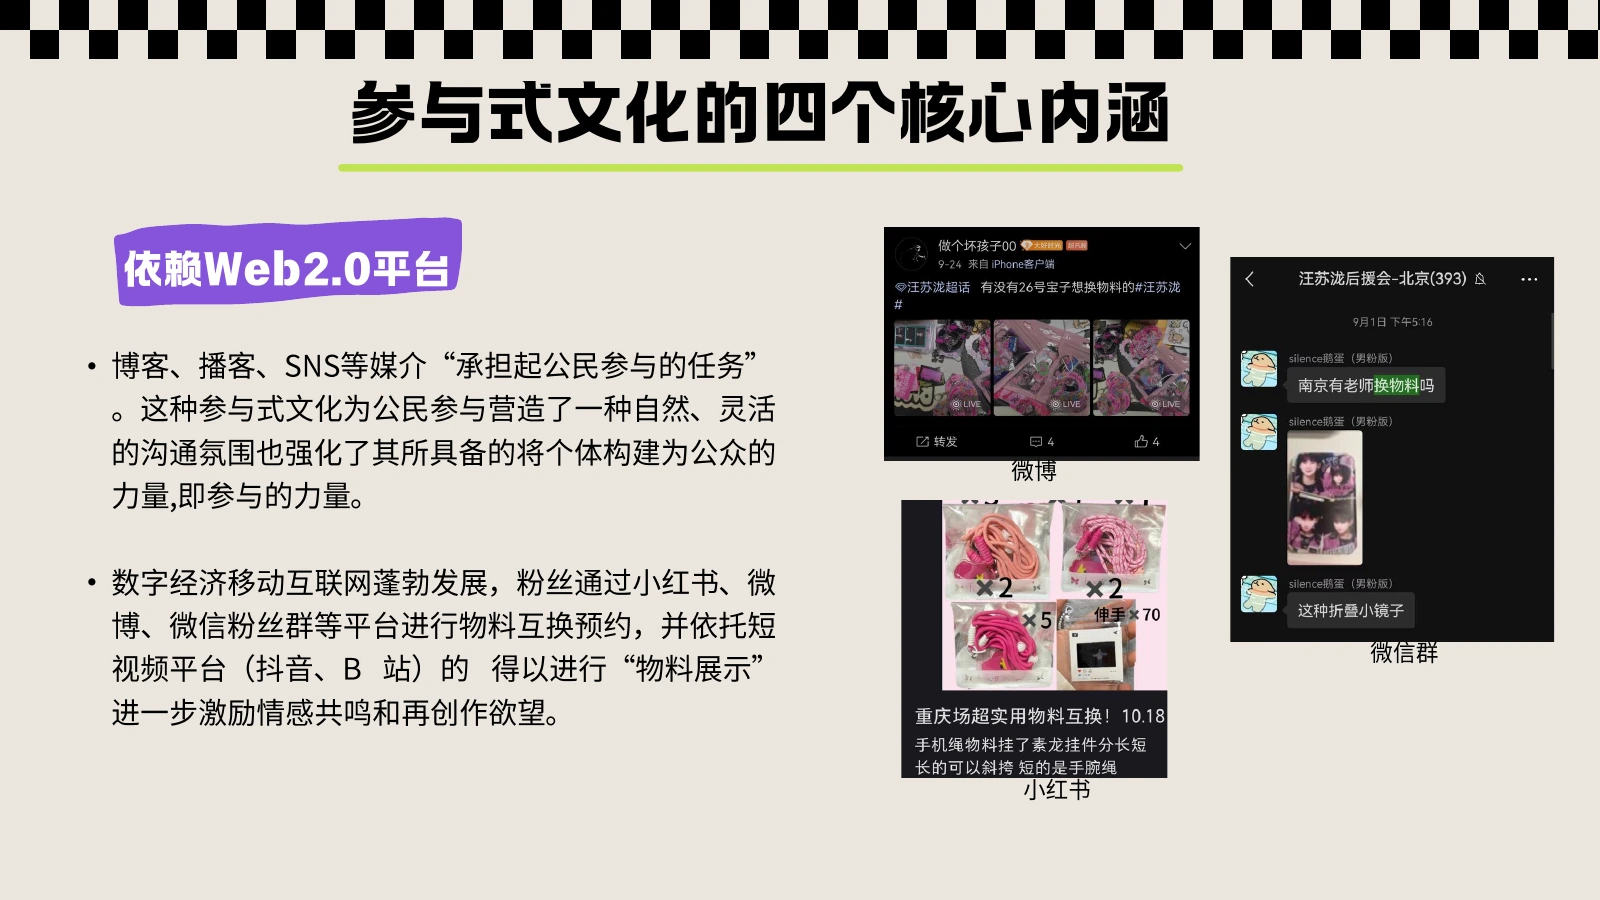 参与式文化的四个核心内涵
依赖Web2.0平台
• 博客、播客、SNS等媒介“承担起公民参与的任务”
。这种参与式文化为公民参与营造了一种自然、灵活
的沟通氛围也强化了其所具备的将个体构建为公众的
力量,即参与的力量。
• 数字经济移动互联网蓬勃发展，粉丝通过小红书、微
博、微信粉丝群等平台进行物料互换预约，并依托短
视频平台（抖音、B 站）的 得以进行“物料展示”
进一步激励情感共鸣和再创作欲望。
做个坏孩子00
9-24 来自 iPhone客户端
汪苏泷超话 有没有26号宝子想换物料的#汪苏泷
#
LIVE
LIVE
LIVE
转发
4
4
微博
×2
×2
×5
伸手×70
重庆场超实用物料互换！10.18
手机绳物料挂了素龙挂件分长短
长的可以斜挎 短的是手腕绳
小红书
汪苏泷后援会-北京(393)
9月1日 下午5:16
silence鹅蛋（男粉版）
南京有老师换物料吗
silence鹅蛋（男粉版）
silence鹅蛋（男粉版）
这种折叠小镜子
微信群